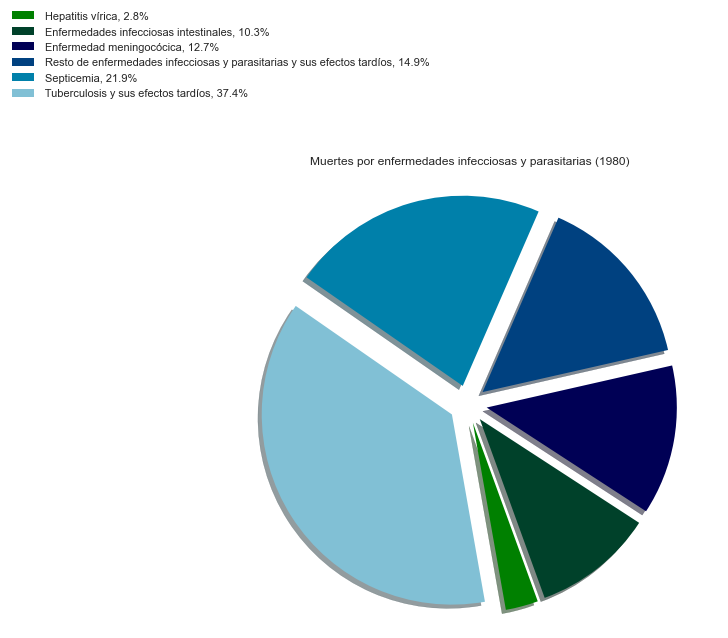 Hepatitis vírica, 2.8%
Enfermedades infecciosas intestinales, 10.3%
Enfermedad meningocócica, 12.7%
Resto de enfermedades infecciosas y parasitarias y sus efectos tardíos, 14.9%
Septicemia, 21.9%
Tuberculosis y sus efectos tardíos, 37.4%
Muertes por enfermedades infecciosas y parasitarias (1980)